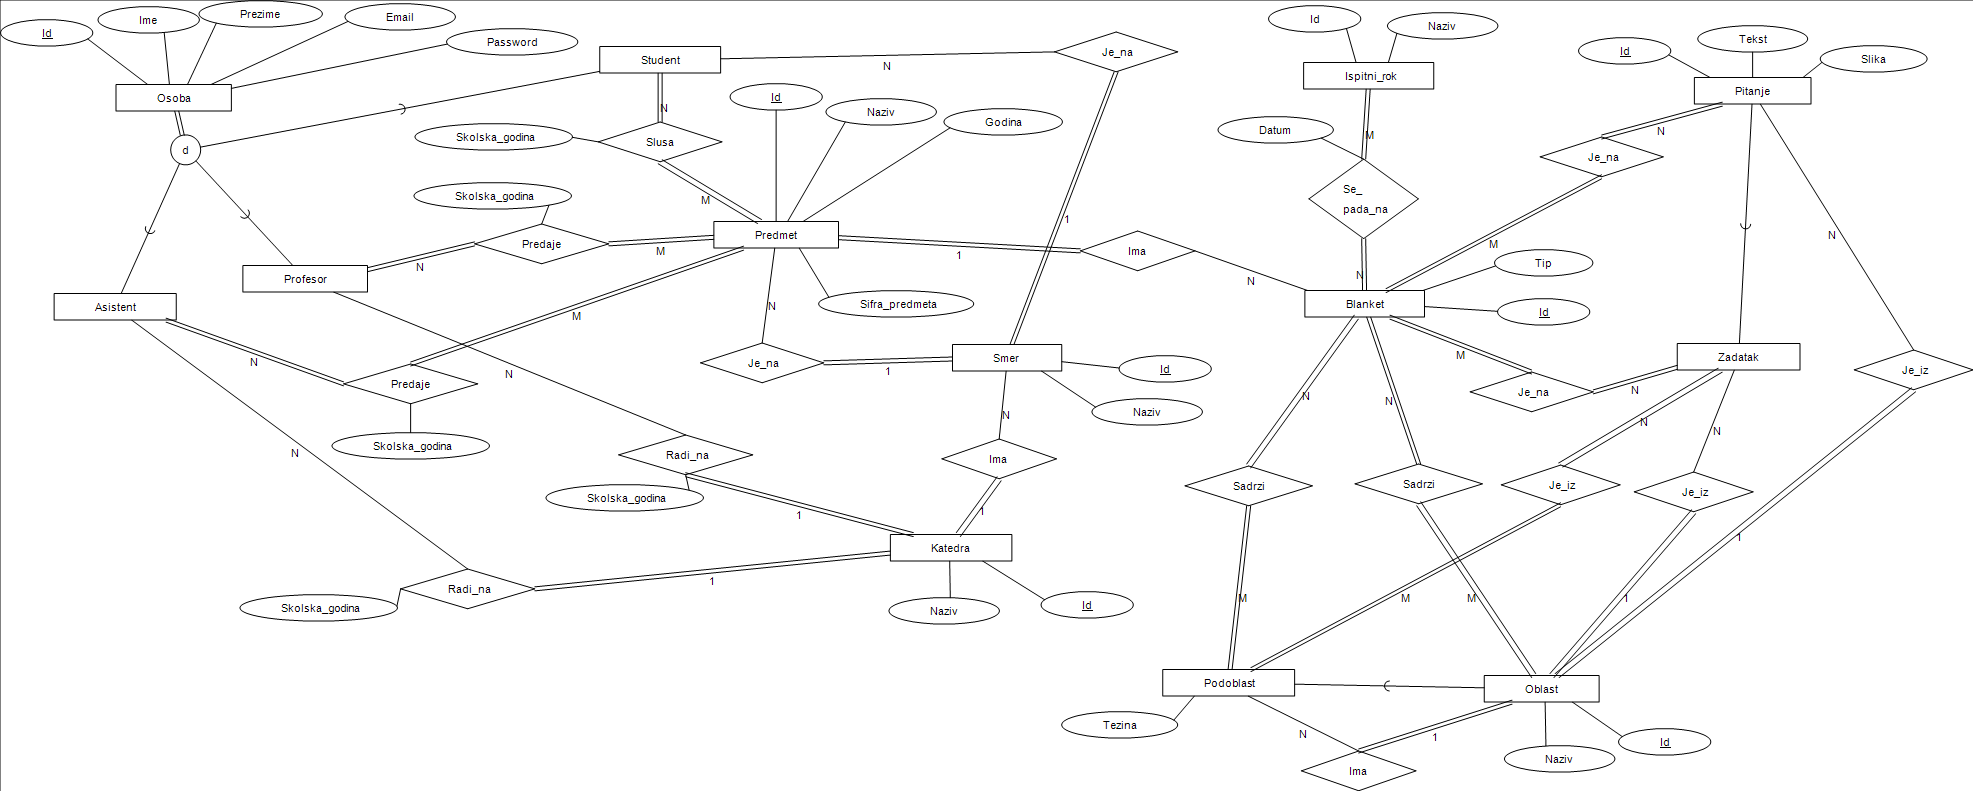 Id
Ime
Prezime
Email
Password
Osoba
d
Student
N
Je_na
1
N
Slusa
Skolska_godina
M
Id
Naziv
Godina
Predmet
Sifra_predmeta
Skolska_godina
Predaje
N
M
Profesor
Asistent
N
Predaje
M
Skolska_godina
N
Je_na
1
Smer
Id
Naziv
N
Ima
1
Katedra
Naziv
Id
N
Radi_na
Skolska_godina
1
N
Radi_na
Skolska_godina
1
1
Ima
N
Id
Naziv
Ispitni_rok
Datum
M
Se_
pada_na
N
Blanket
Tip
Id
Id
Tekst
Slika
Pitanje
N
Je_na
M
M
Je_na
N
Zadatak
N
Je_iz
1
N
Sadrzi
M
N
Sadrzi
M
N
Je_iz
M
N
Je_iz
1
Podoblast
Tezina
Oblast
Naziv
Id
N
Ima
1